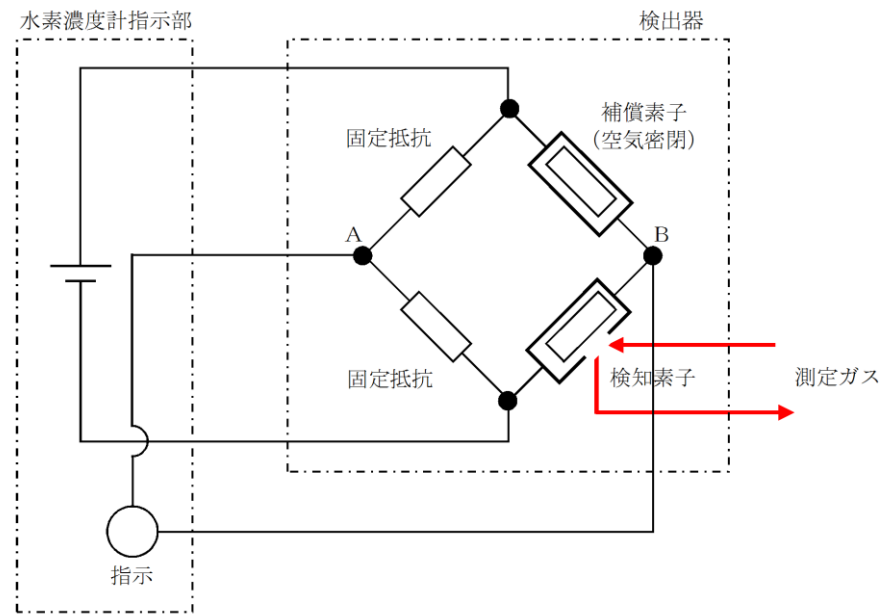 水素濃度計指示部
検出器
補償素子
（空気密閉）
固定抵抗
A
B
固定抵抗
検知素子
測定ガス
指示